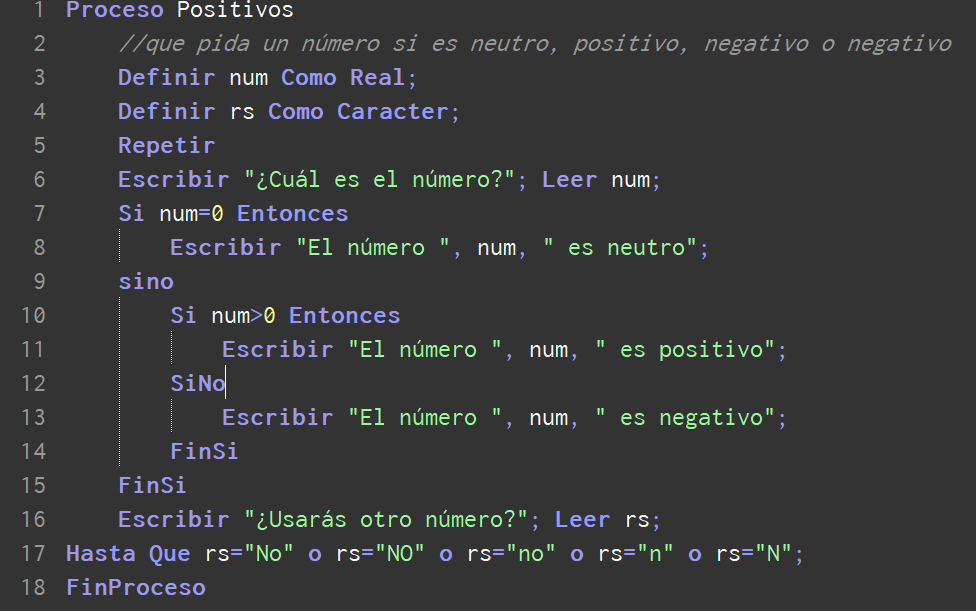 1 Proceso Positivos
2 //que pida un número si es neutro, positivo, negativo o negativo
3 Definir num Como Real;
4 Definir rs Como Caracter;
5 Repetir
6 Escribir "¿Cuál es el número?"; Leer num;
7 Si num=0 Entonces
8 Escribir "El número ", num, " es neutro";
9 sino
10 Si num>0 Entonces
11 Escribir "El número ", num, " es positivo";
12 SiNo
13 Escribir "El número ", num, " es negativo";
14 FinSi
15 FinSi
16 Escribir "¿Usarás otro número?"; Leer rs;
17 Hasta Que rs="No" o rs="NO" o rs="no" o rs="n" o rs="N";
18 FinProceso